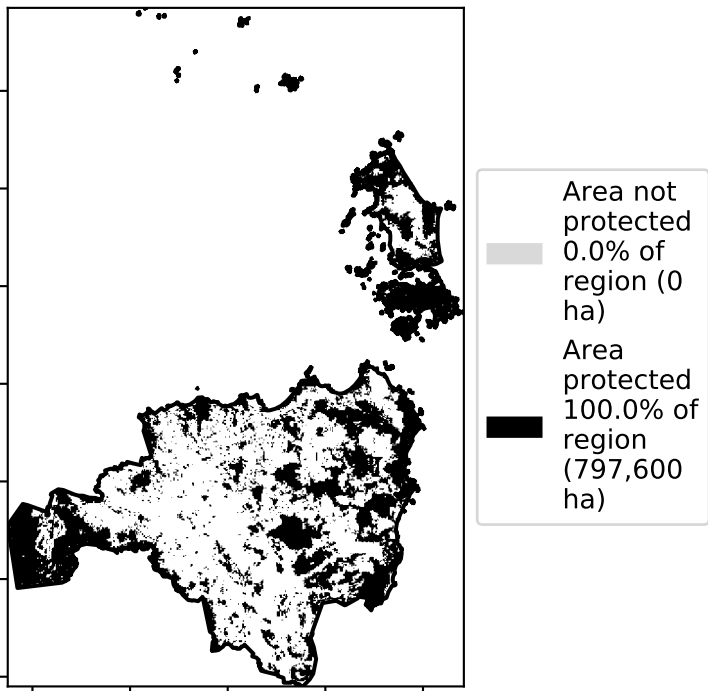 Area not
protected
0.0% of
region (0
ha)
Area
protected
100.0% of
region
(797,600
ha)